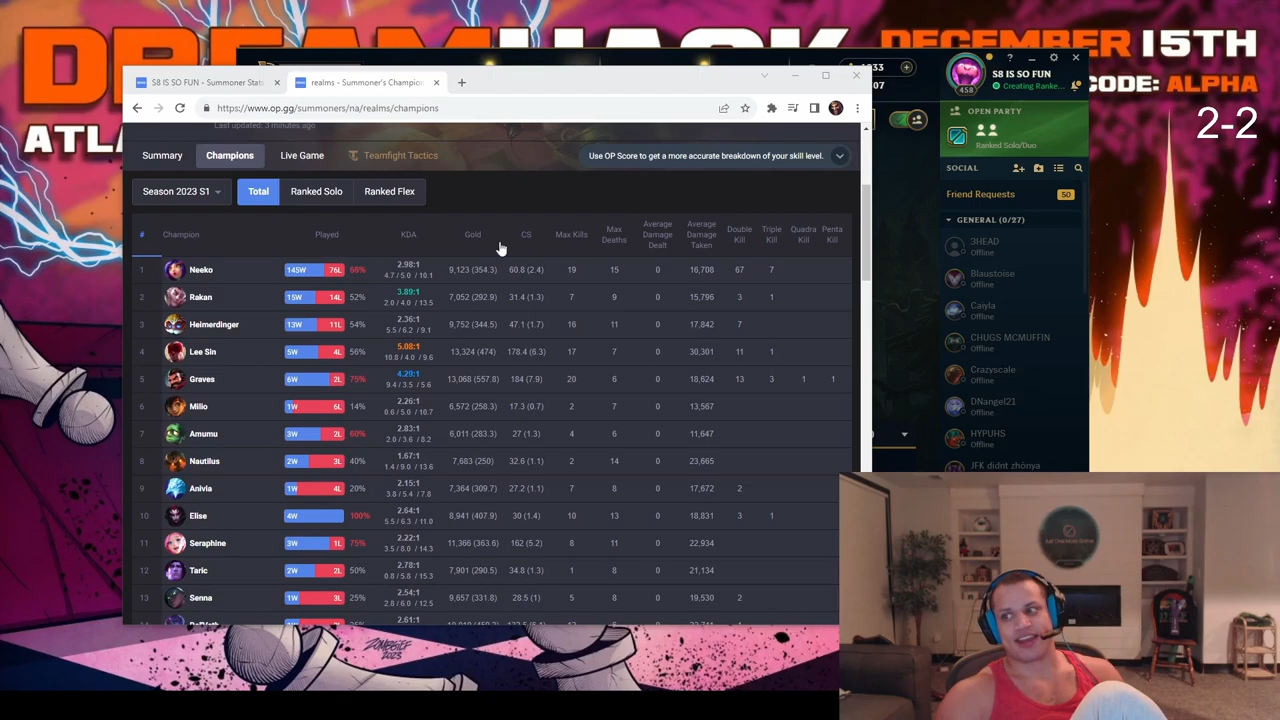 DREAMHACK
DECEMBER 15TH
CODE: ALPHA
2-2
S8 IS SO FUN - Summoner Stats
realms - Summoner's Champion
https://www.op.gg/summoners/na/realms/champions
Last updated: 3 minutes ago
Summary Champions Live Game Teamfight Tactics
Use OP Score to get a more accurate breakdown of your skill level.
Season 2023 S1 Total Ranked Solo Ranked Flex
# Champion Played KDA Gold CS Max Kills Max Deaths Average Damage Dealt Average Damage Taken Double Kill Triple Kill Quadra Kill Penta Kill
1 Neeko 145W 76L 66% 2.98:1 4.7 / 5.0 / 10.1 9,123 (354.3) 60.8 (2.4) 19 15 0 16,708 67 7
2 Rakan 15W 14L 52% 3.89:1 2.0 / 4.0 / 13.5 7,052 (292.9) 31.4 (1.3) 7 9 0 15,796 3 1
3 Heimerdinger 13W 11L 54% 2.36:1 5.5 / 6.2 / 9.1 9,752 (344.5) 47.1 (1.7) 16 11 0 17,842 7
4 Lee Sin 5W 4L 56% 5.08:1 10.8 / 4.0 / 9.6 13,324 (474) 178.4 (6.3) 17 7 0 30,301 11 1
5 Graves 6W 2L 75% 4.29:1 9.4 / 3.5 / 5.6 13,068 (557.8) 184 (7.9) 20 6 0 18,624 13 3 1 1
6 Milio 1W 6L 14% 2.26:1 0.6 / 5.0 / 10.7 6,572 (258.3) 17.3 (0.7) 2 7 0 13,567
7 Amumu 3W 2L 60% 2.83:1 2.0 / 3.6 / 8.2 6,011 (283.3) 27 (1.3) 4 6 0 11,647
8 Nautilus 2W 3L 40% 1.67:1 1.4 / 9.0 / 13.6 7,683 (250) 32.6 (1.1) 2 14 0 23,665
9 Anivia 1W 4L 20% 2.15:1 3.8 / 5.4 / 7.8 7,364 (309.7) 27.2 (1.1) 7 8 0 17,672 2
10 Elise 4W 100% 2.64:1 5.5 / 6.3 / 11.0 8,941 (407.9) 30 (1.4) 10 13 0 18,831 3 1
11 Seraphine 3W 1L 75% 2.22:1 3.5 / 8.0 / 14.3 11,366 (363.6) 162 (5.2) 8 11 0 22,934
12 Taric 2W 2L 50% 2.78:1 0.8 / 5.8 / 15.3 7,901 (290.5) 34.8 (1.3) 1 8 0 21,134
13 Senna 1W 3L 25% 2.54:1 2.8 / 6.0 / 12.5 9,657 (331.8) 28.5 (1) 5 8 0 19,530 2
2.61:1
S8 IS SO FUN
458
Creating Ranke...
OPEN PARTY
Ranked Solo/Duo
SOCIAL
Friend Requests 50
GENERAL (0/27)
3HEAD
Offline
Blaustoise
Offline
Caiyla
Offline
CHUGS MCMUFFIN
Offline
Crazyscale
Offline
DNangel21
Offline
HYPUHS
Offline
JFK didnt zhónya
ZOMBGIEF
2023